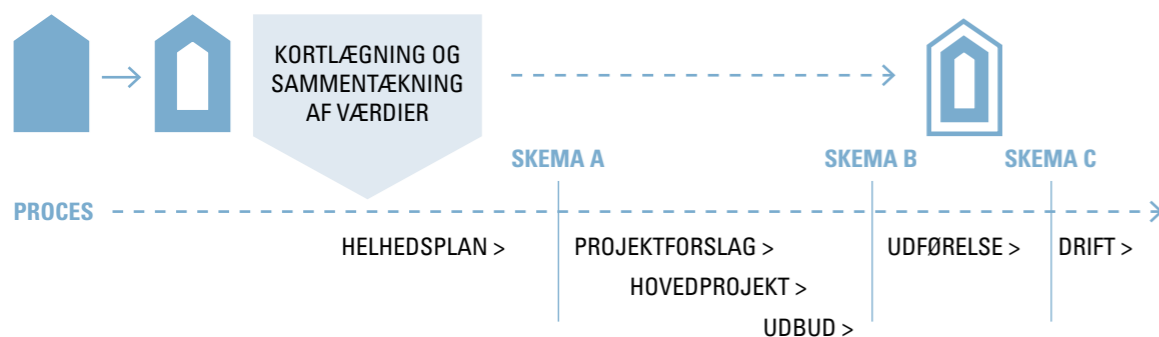 KORTLÆGNING OG
SAMMENTÆKNING
AF VÆRDIER
SKEMA A
SKEMA B
SKEMA C
PROCES
HELHEDSPLAN >
PROJEKTFORSLAG >
UDFØRELSE >
DRIFT >
HOVEDPROJEKT >
UDBUD >